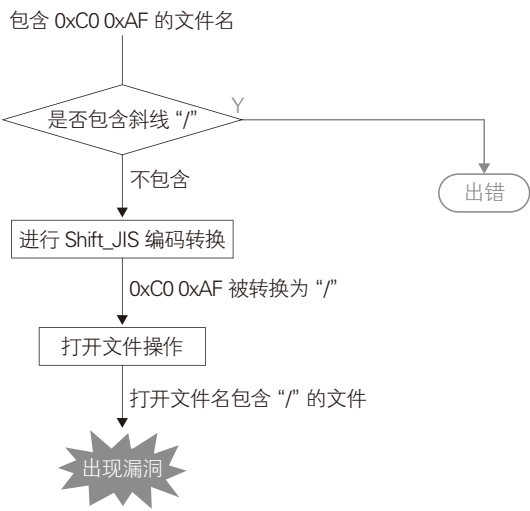 包含 0xC0 0xAF 的文件名
是否包含斜线 “/”
Y
出错
不包含
进行 Shift_JIS 编码转换
0xC0 0xAF 被转换为 “/”
打开文件操作
打开文件名包含 “/” 的文件
出现漏洞